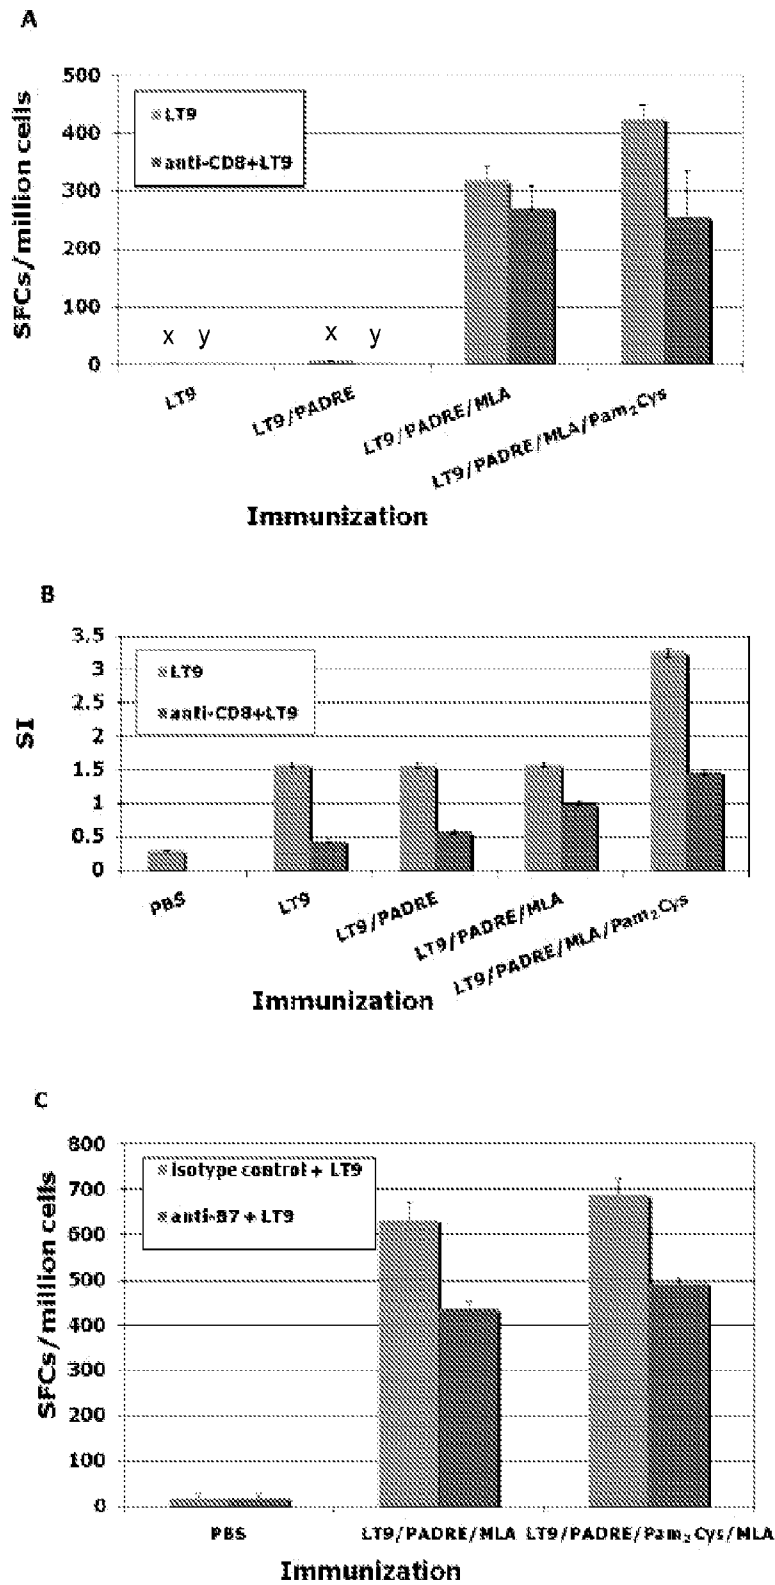 A
500
400
300
200
100
0
SFCs/million cells
LT9
anti-CD8+LT9
x y x y
LT9
LT9/PADRE
LT9/PADRE/MLA
LT9/PADRE/MLA/Pam2Cys
Immunization
B
3.5
3
2.5
2
1.5
1
0.5
0
SI
LT9
anti-CD8+LT9
PBS
LT9
LT9/PADRE
LT9/PADRE/MLA
LT9/PADRE/MLA/Pam2Cys
Immunization
C
800
700
600
500
400
300
200
100
0
SFCs/million cells
isotype control + LT9
anti-B7 + LT9
PBS
LT9/PADRE/MLA
LT9/PADRE/Pam2Cys/MLA
Immunization